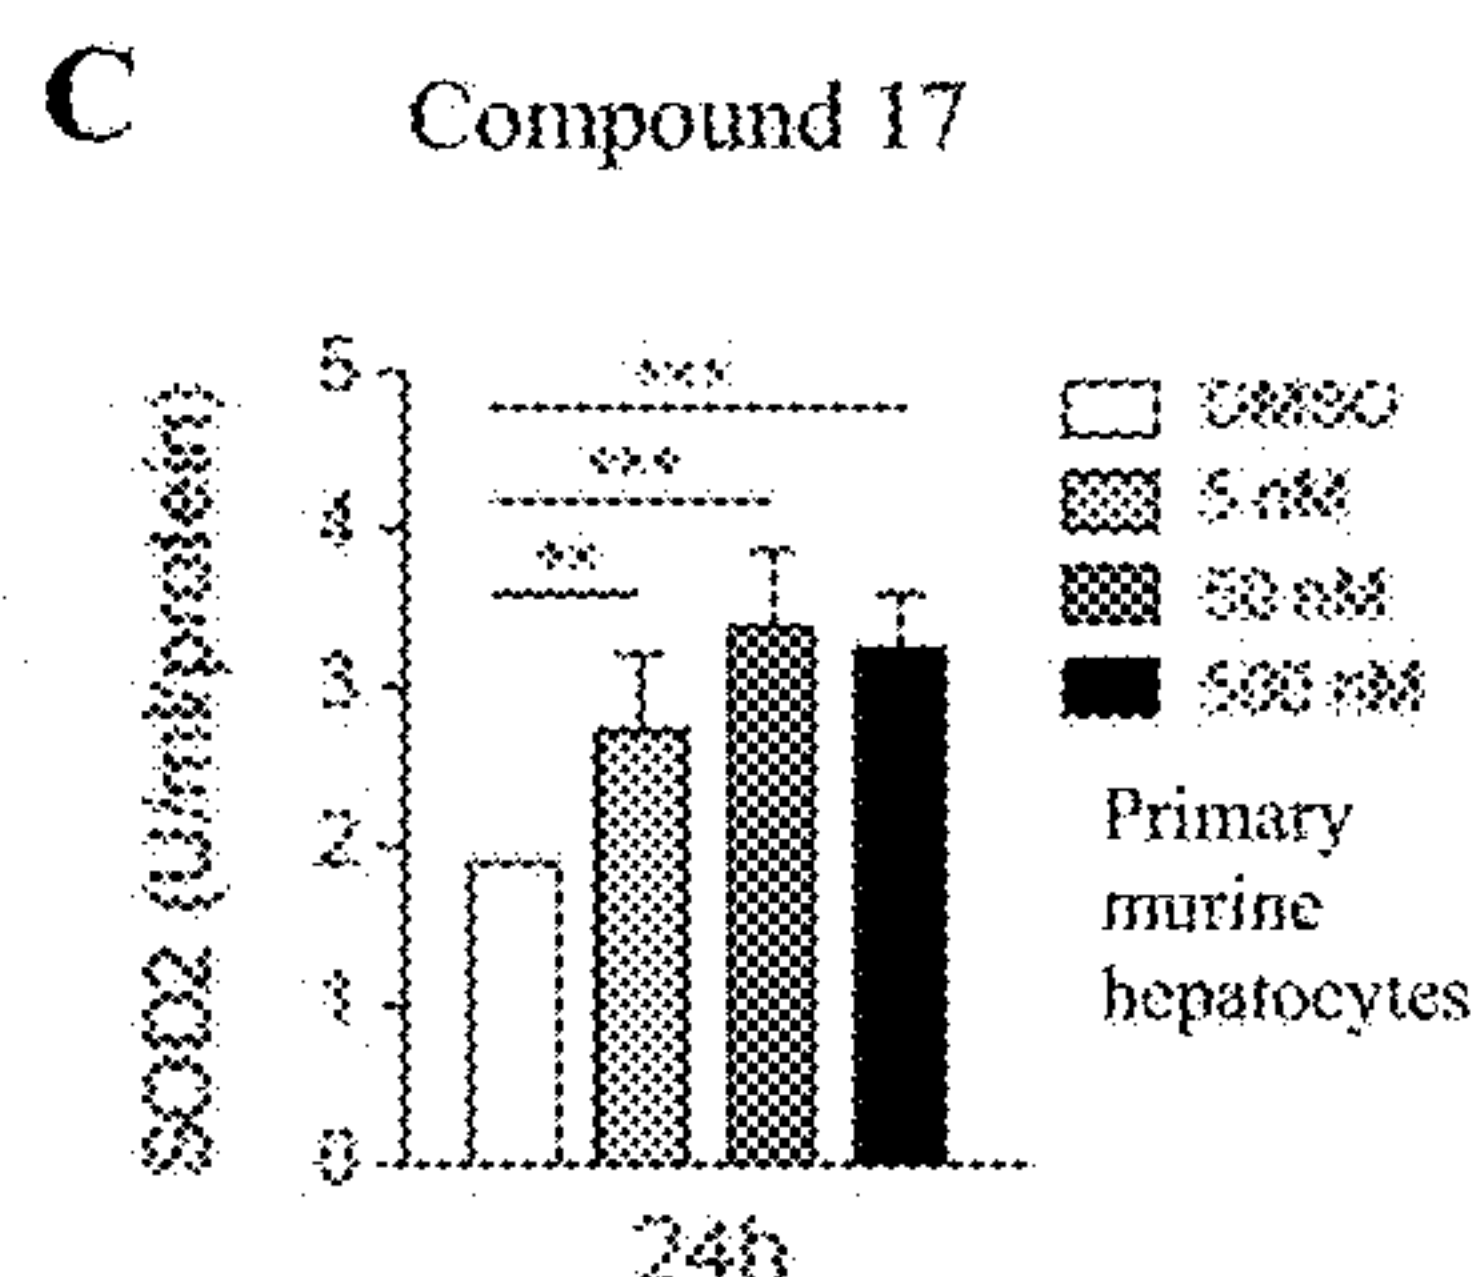 C
Compound 17
SOD2 (U/ml/protein)
5
4
3
2
1
0
***
***
**
24h
DMSO
5 nM
50 nM
500 nM
Primary
murine
hepatocytes